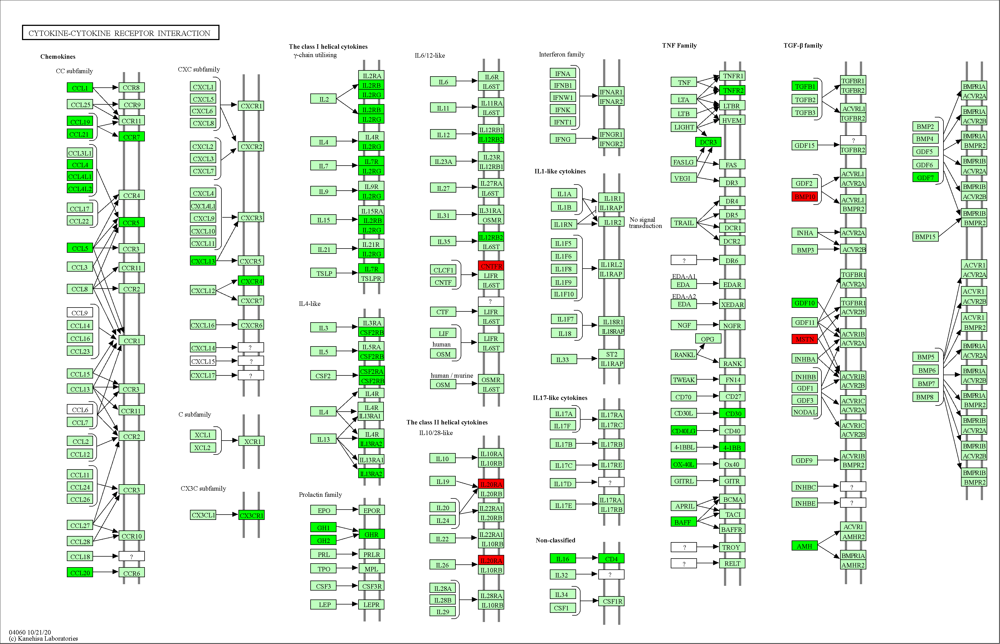 CYTOKINE-CYTOKINE RECEPTOR INTERACTION
Chemokines
CC subfamily
CCL1
CCL25
CCL19
CCL21
CCL3L1
CCL4
CCL4L1
CCL4L2
CCL17
CCL22
CCL5
CCL3
CCL8
CCL9
CCL14
CCL16
CCL23
CCL15
CCL13
CCL6
CCL7
CCL2
CCL12
CCL11
CCL24
CCL26
CCL27
CCL28
CCL18
CCL20
CCR8
CCR9
CCR11
CCR7
CCR4
CCR5
CCR3
CCR11
CCR2
CCR1
CCR3
CCR11
CCR2
CCR3
CCR10
?
CCR6
CXC subfamily
CXCL1
CXCL5
CXCL6
CXCL8
CXCL2
CXCL3
CXCL7
CXCL4
CXCL4L1
CXCL9
CXCL10
CXCL11
CXCL13
CXCL12
CXCL16
CXCL14
CXCL15
CXCL17
CXCR1
CXCR2
CXCR3
CXCR5
CXCR4
CXCR7
CXCR6
?
?
?
C subfamily
XCL1
XCL2
XCR1
CX3C subfamily
CX3CL1
CX3CR1
The class I helical cytokines
γ-chain utilising
IL2
IL4
IL7
IL9
IL15
IL21
TSLP
IL2RA
IL2RB
IL2RG
IL2RB
IL2RG
IL4R
IL2RG
IL7R
IL2RG
IL9R
IL2RG
IL15RA
IL2RB
IL2RG
IL21R
IL2RG
IL7R
TSLPR
IL4-like
IL3
IL5
CSF2
IL4
IL13
IL3RA
CSF2RB
IL5RA
CSF2RB
CSF2RA
CSF2RB
IL4R
IL4R
IL13RA1
IL4R
IL13RA2
IL13RA1
IL13RA2
Prolactin family
EPO
GH1
GH2
PRL
TPO
CSF3
LEP
EPOR
GHR
PRLR
MPL
CSF3R
LEPR
IL6/12-like
IL6
IL11
IL12
IL23A
IL27
IL31
IL35
CLCF1
CNTF
CTF
LIF
human
OSM
human / murine
OSM
IL6R
IL6ST
IL11RA
IL6ST
IL12RB1
IL12RB2
IL23R
IL12RB1
IL27RA
IL6ST
IL31RA
OSMR
IL12RB2
IL6ST
CNTFR
LIFR
IL6ST
?
LIFR
IL6ST
LIFR
IL6ST
OSMR
IL6ST
The class II helical cytokines
IL10/28-like
IL10
IL19
IL20
IL24
IL22
IL26
IL28A
IL28B
IL29
IL10RA
IL10RB
IL20RA
IL20RB
IL22RA1
IL20RB
IL22RA1
IL10RB
IL20RA
IL10RB
IL28RA
IL10RB
Interferon family
IFNA
IFNB1
IFNW1
IFNK
IFNT1
IFNG
IFNAR1
IFNAR2
IFNGR1
IFNGR2
IL1-like cytokines
IL1A
IL1B
IL1RN
IL1F5
IL1F6
IL1F8
IL1F9
IL1F10
IL1F7
IL18
IL33
IL1R1
IL1RAP
IL1R2
No signal
transduction
IL1RL2
IL1RAP
IL18R1
IL18RAP
ST2
IL1RAP
IL17-like cytokines
IL17A
IL17F
IL17B
IL17C
IL17D
IL17E
IL17RA
IL17RC
IL17RB
IL17RE
?
IL17RA
IL17RB
Non-classified
IL16
IL32
IL34
CSF1
CD4
?
CSF1R
TNF Family
TNF
LTA
LTB
LIGHT
DCR3
FASLG
VEGI
TRAIL
?
EDA-A1
EDA
EDA-A2
EDA
NGF
OPG
RANKL
TWEAK
CD70
CD30L
CD40LG
4-1BBL
OX-40L
GITRL
APRIL
BAFF
?
?
TNFR1
TNFR2
LTBR
HVEM
FAS
DR3
DR4
DR5
DCR1
DCR2
DR6
EDAR
XEDAR
NGFR
RANK
FN14
CD27
CD30
CD40
4-1BB
Ox40
GITR
BCMA
TACI
BAFFR
TROY
RELT
TGF-β family
TGFB1
TGFB2
TGFB3
GDF15
GDF2
BMP10
INHA
BMP3
GDF10
GDF11
MSTN
INHBA
INHBB
GDF1
GDF3
NODAL
GDF9
INHBC
INHBE
AMH
TGFBR1
TGFBR2
ACVRL1
TGFBR2
?
TGFBR2
ACVRL1
ACVR2A
ACVRL1
BMPR2
ACVR2A
ACVR2B
TGFBR1
ACVR2A
TGFBR1
ACVR2B
ACVR1B
ACVR2A
ACVR1B
ACVR2B
ACVR1C
ACVR2A
ACVR1C
ACVR2B
ACVR1B
BMPR2
?
?
ACVR1
AMHR2
BMPR1A
AMHR2
BMP2
BMP4
GDF5
GDF6
GDF7
BMP15
BMP5
BMP6
BMP7
BMP8
BMPR1A
ACVR2A
BMPR1A
ACVR2B
BMPR1A
BMPR2
BMPR1B
ACVR2A
BMPR1B
ACVR2B
BMPR1B
BMPR2
ACVR1
ACVR2A
ACVR1
ACVR2B
ACVR1
BMPR2
BMPR1A
ACVR2A
BMPR1A
ACVR2B
BMPR1A
BMPR2
BMPR1B
ACVR2A
BMPR1B
ACVR2B
BMPR1B
BMPR2
04060 10/21/20
(c) Kanehisa Laboratories